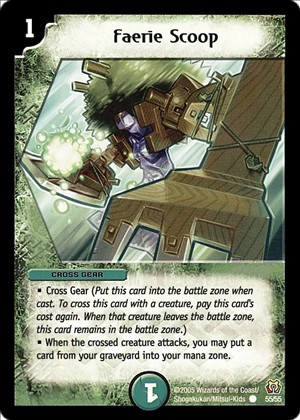 1
Faerie Scoop
CROSS GEAR
▪ Cross Gear (Put this card into the battle zone when
cast. To cross this card with a creature, pay this card's
cost again. When that creature leaves the battle zone,
this card remains in the battle zone.)
▪ When the crossed creature attacks, you may put a
card from your graveyard into your mana zone.
1
©2005 Wizards of the Coast/
Shogakukan/Mitsui-Kids
55/55